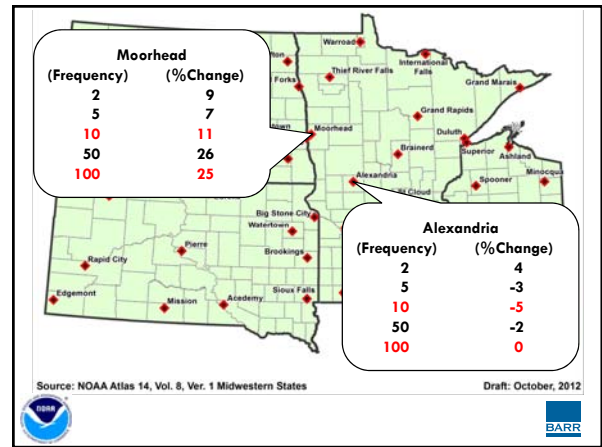 Moorhead
(Frequency) (%Change)
2 9
5 7
10 11
50 26
100 25
Warroad
International
Falls
Forks
Thief River Falls
Grand Marais
Grand Rapids
Moorhead
Duluth
Superior
Ashland
Brainerd
Spooner
Minocqua
Alexandria
Big Stone City
Watertown
Pierre
Brookings
Rapid City
Edgemont
Mission
Academy
Sioux Falls
Alexandria
(Frequency) (%Change)
2 4
5 -3
10 -5
50 -2
100 0
Source: NOAA Atlas 14, Vol. 8, Ver. 1 Midwestern States
Draft: October, 2012
NOAA
BARR